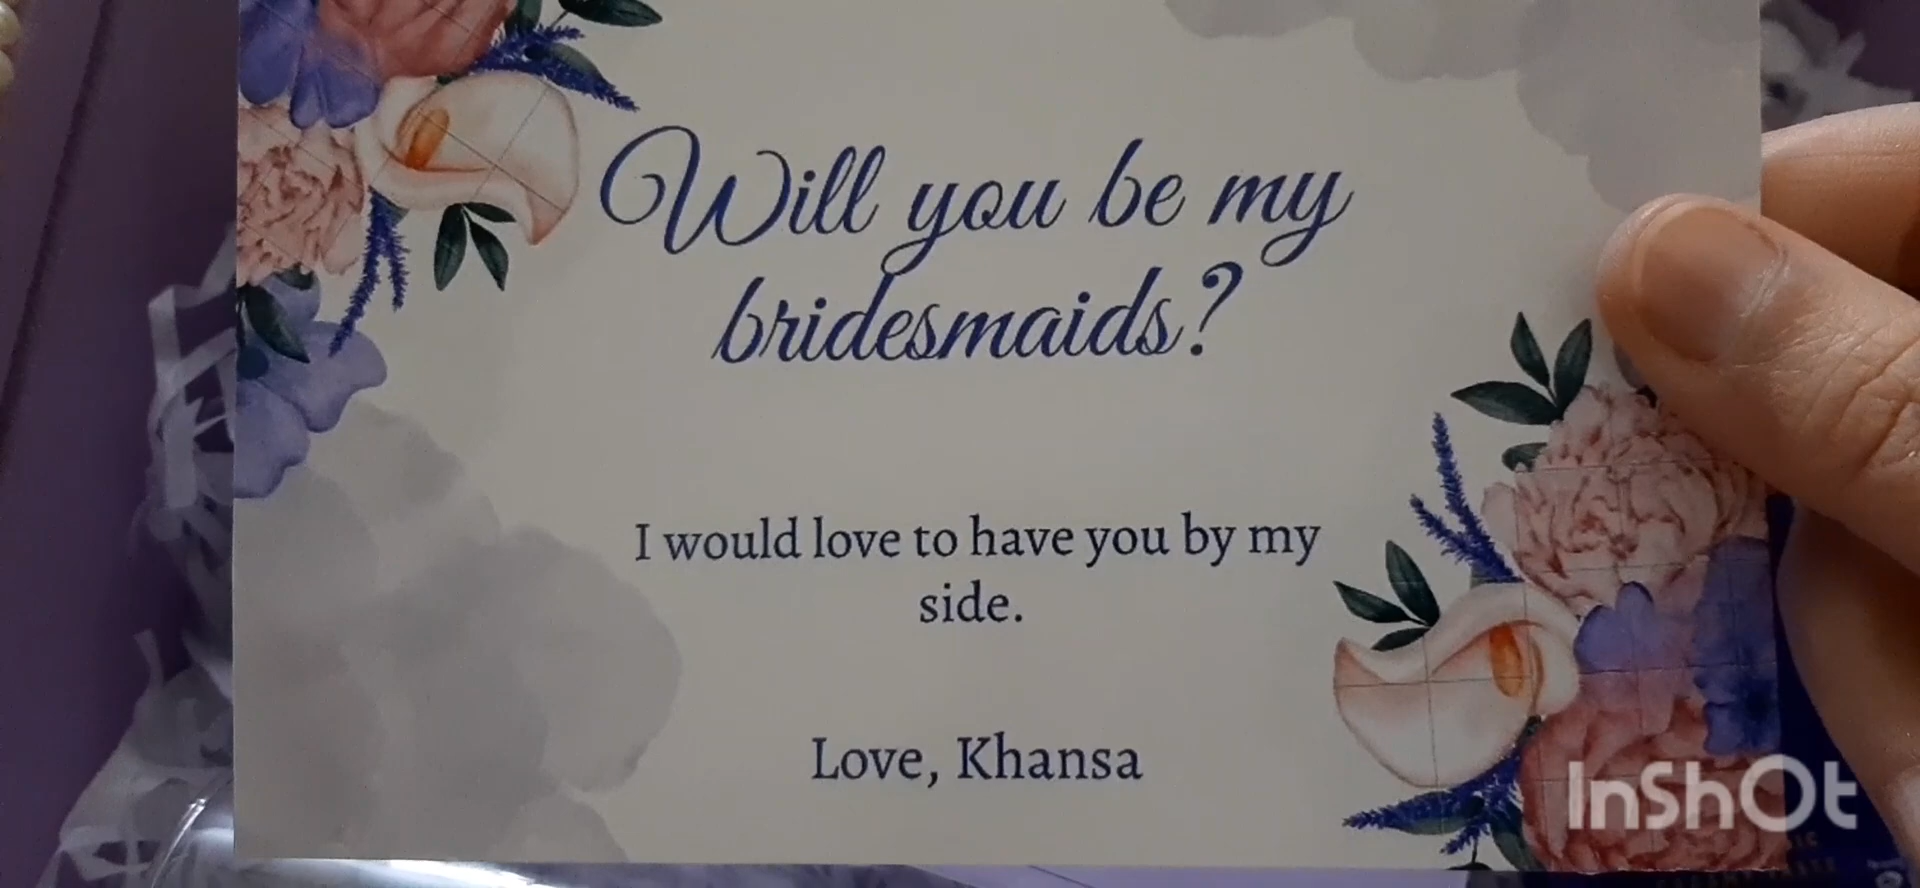 Will you be my
bridesmaids?
I would love to have you by my
side.
Love, Khansa
InShOt